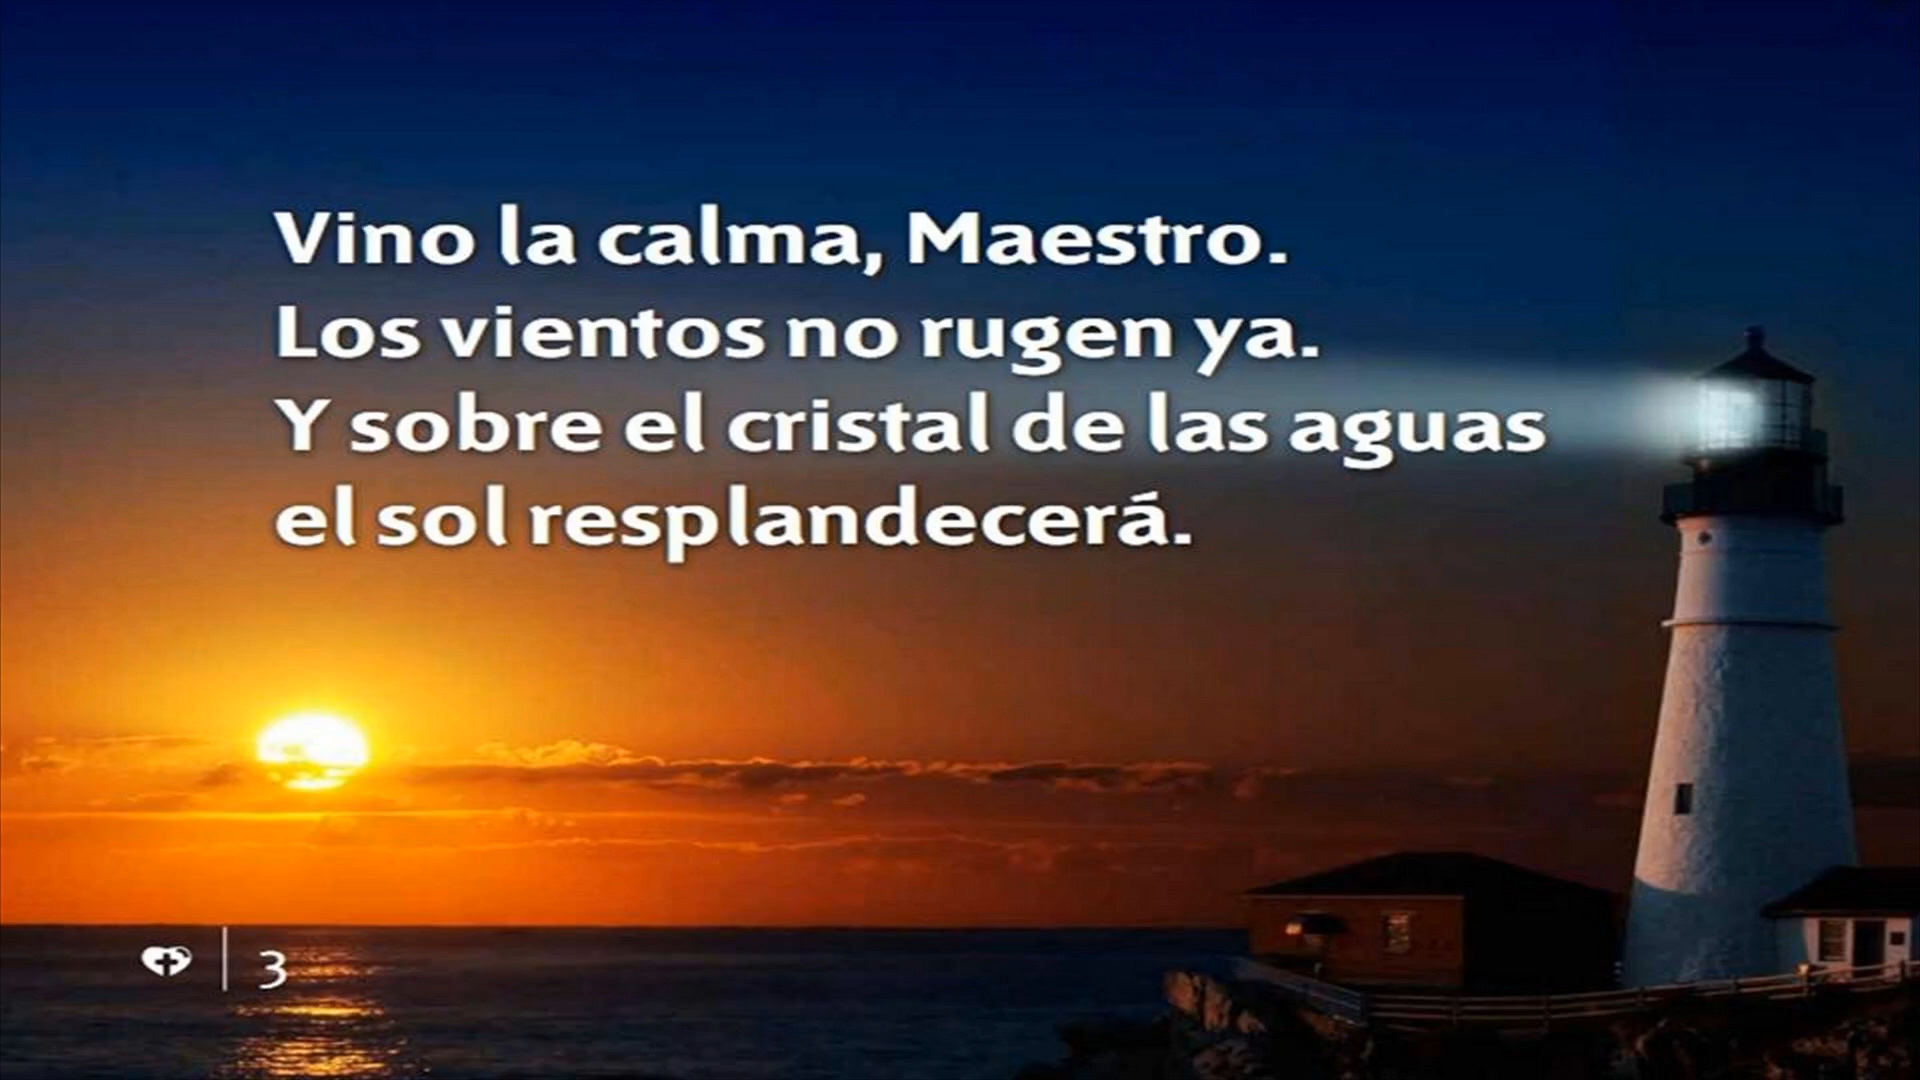 Vino la calma, Maestro.
Los vientos no rugen ya.
Y sobre el cristal de las aguas
el sol resplandecerá.
3